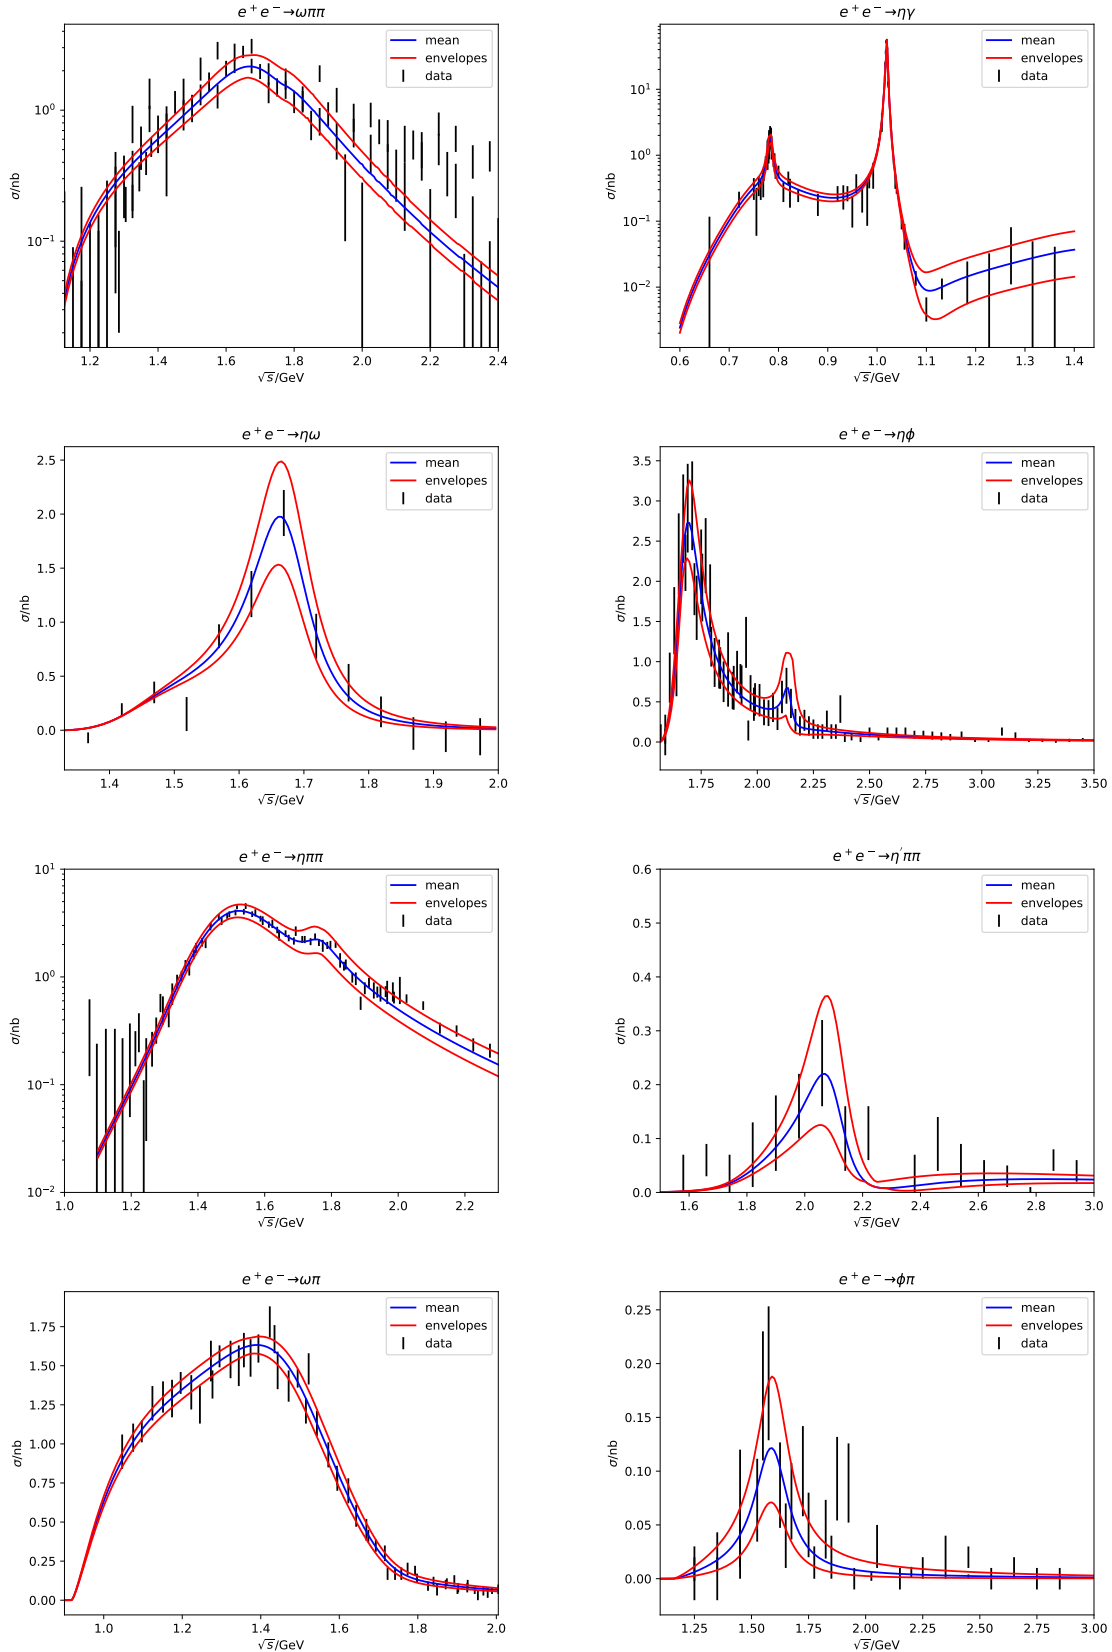 e⁺e⁻→ωππ
mean
envelopes
data
10⁰
10⁻¹
σ/nb
1.2 1.4 1.6 1.8 2.0 2.2 2.4
√s/GeV
e⁺e⁻→ηγ
mean
envelopes
data
10¹
10⁰
10⁻¹
10⁻²
σ/nb
0.6 0.7 0.8 0.9 1.0 1.1 1.2 1.3 1.4
√s/GeV
e⁺e⁻→ηω
mean
envelopes
data
2.5
2.0
1.5
1.0
0.5
0.0
σ/nb
1.4 1.5 1.6 1.7 1.8 1.9 2.0
√s/GeV
e⁺e⁻→ηϕ
mean
envelopes
data
3.5
3.0
2.5
2.0
1.5
1.0
0.5
0.0
σ/nb
1.75 2.00 2.25 2.50 2.75 3.00 3.25 3.50
√s/GeV
e⁺e⁻→ηππ
mean
envelopes
data
10¹
10⁰
10⁻¹
10⁻²
σ/nb
1.0 1.2 1.4 1.6 1.8 2.0 2.2
√s/GeV
e⁺e⁻→η′ππ
mean
envelopes
data
0.6
0.5
0.4
0.3
0.2
0.1
0.0
σ/nb
1.6 1.8 2.0 2.2 2.4 2.6 2.8 3.0
√s/GeV
e⁺e⁻→ωπ
mean
envelopes
data
1.75
1.50
1.25
1.00
0.75
0.50
0.25
0.00
σ/nb
1.0 1.2 1.4 1.6 1.8 2.0
√s/GeV
e⁺e⁻→ϕπ
mean
envelopes
data
0.25
0.20
0.15
0.10
0.05
0.00
σ/nb
1.25 1.50 1.75 2.00 2.25 2.50 2.75 3.00
√s/GeV